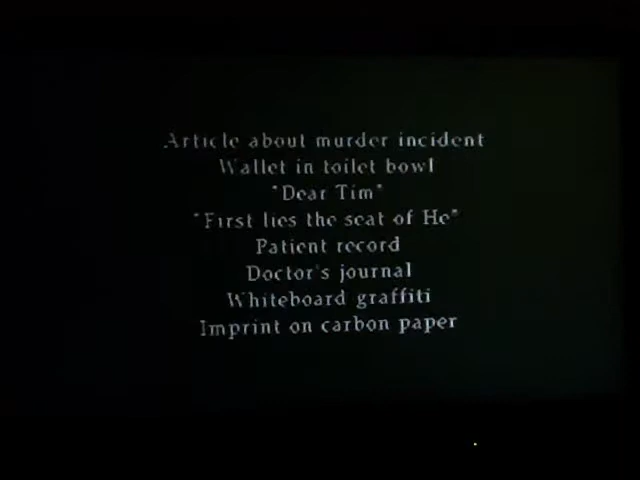 Article about murder incident
Wallet in toilet bowl
"Dear Tim"
"First lies the seat of He"
Patient record
Doctor's journal
Whiteboard graffiti
Imprint on carbon paper